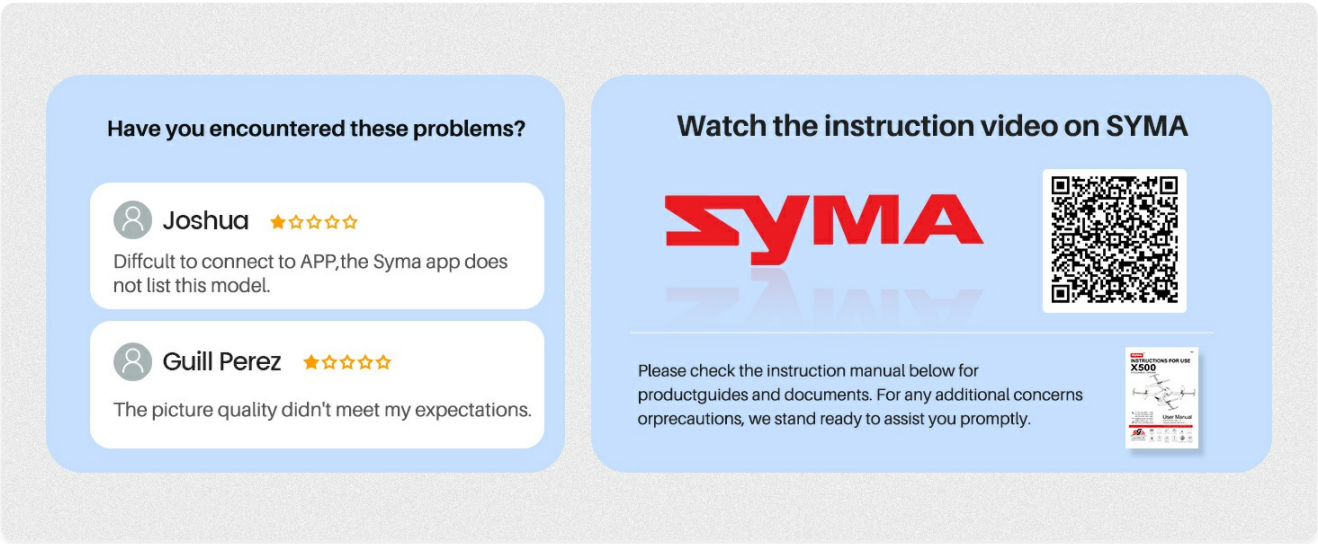 Have you encountered these problems?
Joshua
Diffcult to connect to APP,the Syma app does
not list this model.
Guill Perez
The picture quality didn't meet my expectations.
Watch the instruction video on SYMA
SYMA
Please check the instruction manual below for
productguides and documents. For any additional concerns
orprecautions, we stand ready to assist you promptly.
INSTRUCTIONS FOR USE
X500
User Manual